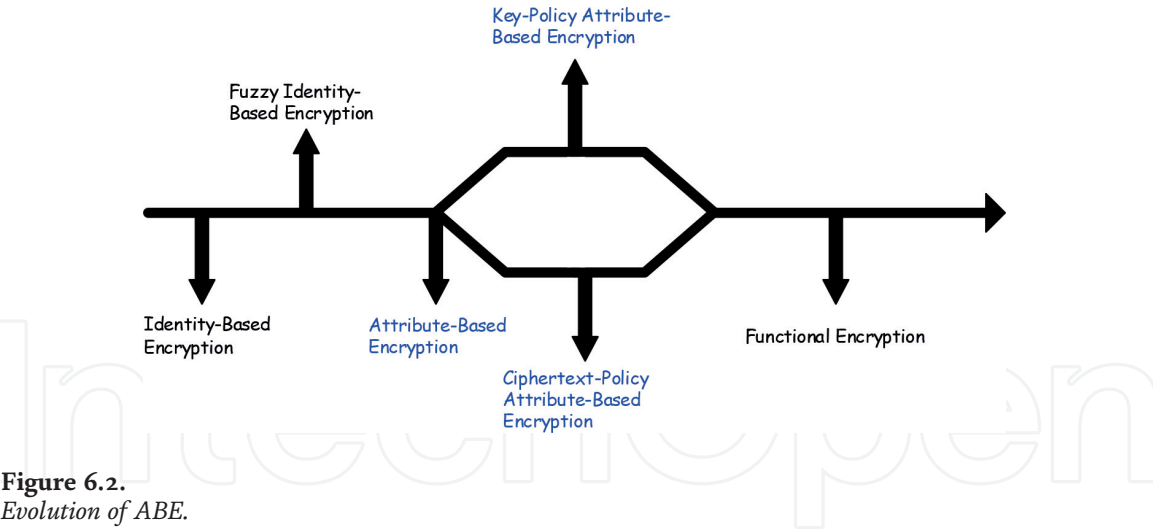 Key-Policy Attribute-
Based Encryption
Fuzzy Identity-
Based Encryption
Identity-Based
Encryption
Attribute-Based
Encryption
Functional Encryption
Ciphertext-Policy
Attribute-Based
Encryption
IntechOpen
Figure 6.2.
Evolution of ABE.